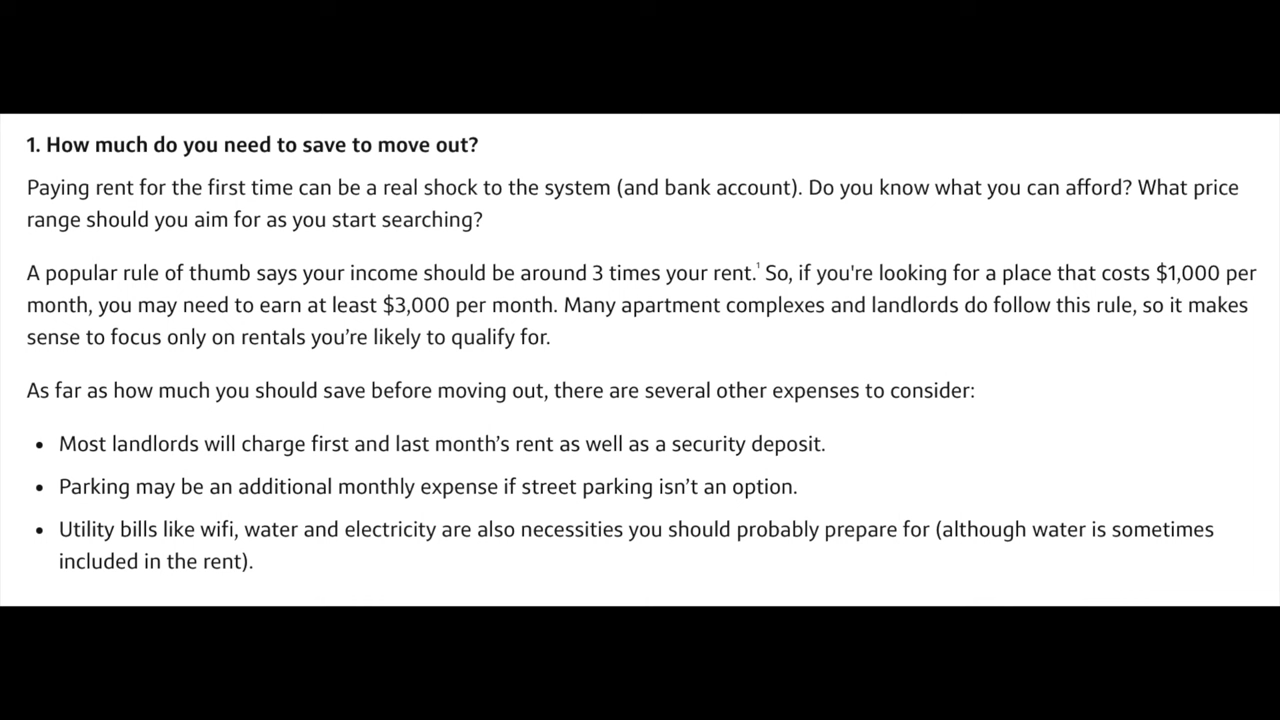 1. How much do you need to save to move out?
Paying rent for the first time can be a real shock to the system (and bank account). Do you know what you can afford? What price
range should you aim for as you start searching?
A popular rule of thumb says your income should be around 3 times your rent.¹ So, if you're looking for a place that costs $1,000 per
month, you may need to earn at least $3,000 per month. Many apartment complexes and landlords do follow this rule, so it makes
sense to focus only on rentals you’re likely to qualify for.
As far as how much you should save before moving out, there are several other expenses to consider:
• Most landlords will charge first and last month’s rent as well as a security deposit.
• Parking may be an additional monthly expense if street parking isn’t an option.
• Utility bills like wifi, water and electricity are also necessities you should probably prepare for (although water is sometimes
included in the rent).